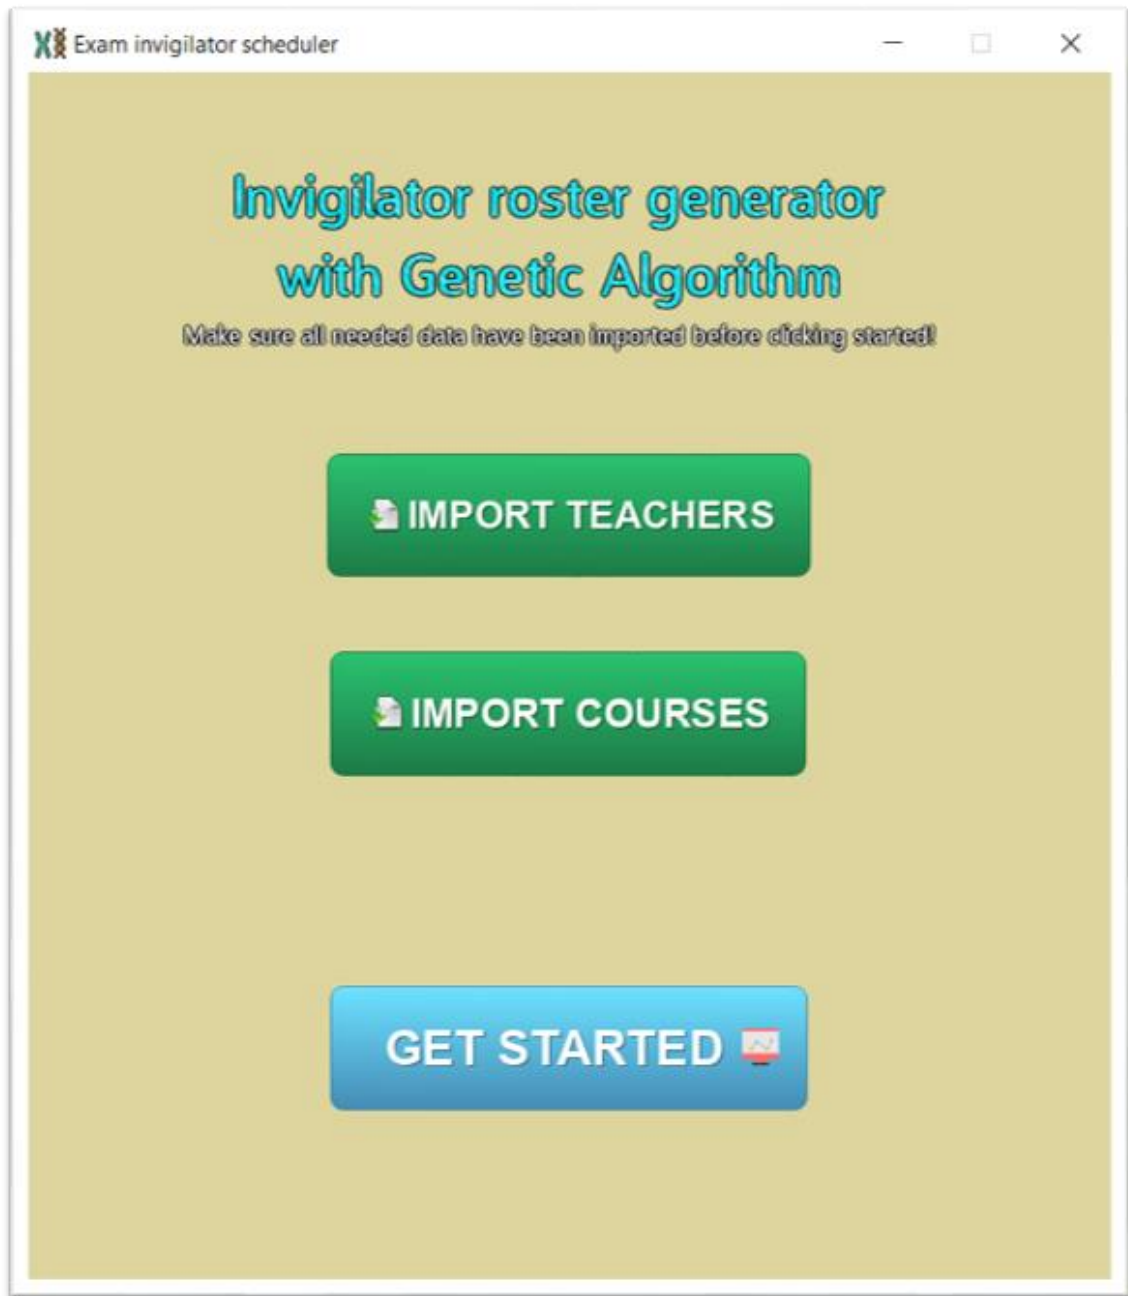 Exam invigilator scheduler
Invigilator roster generator
with Genetic Algorithm
Make sure all needed data have been imported before clicking started!
IMPORT TEACHERS
IMPORT COURSES
GET STARTED